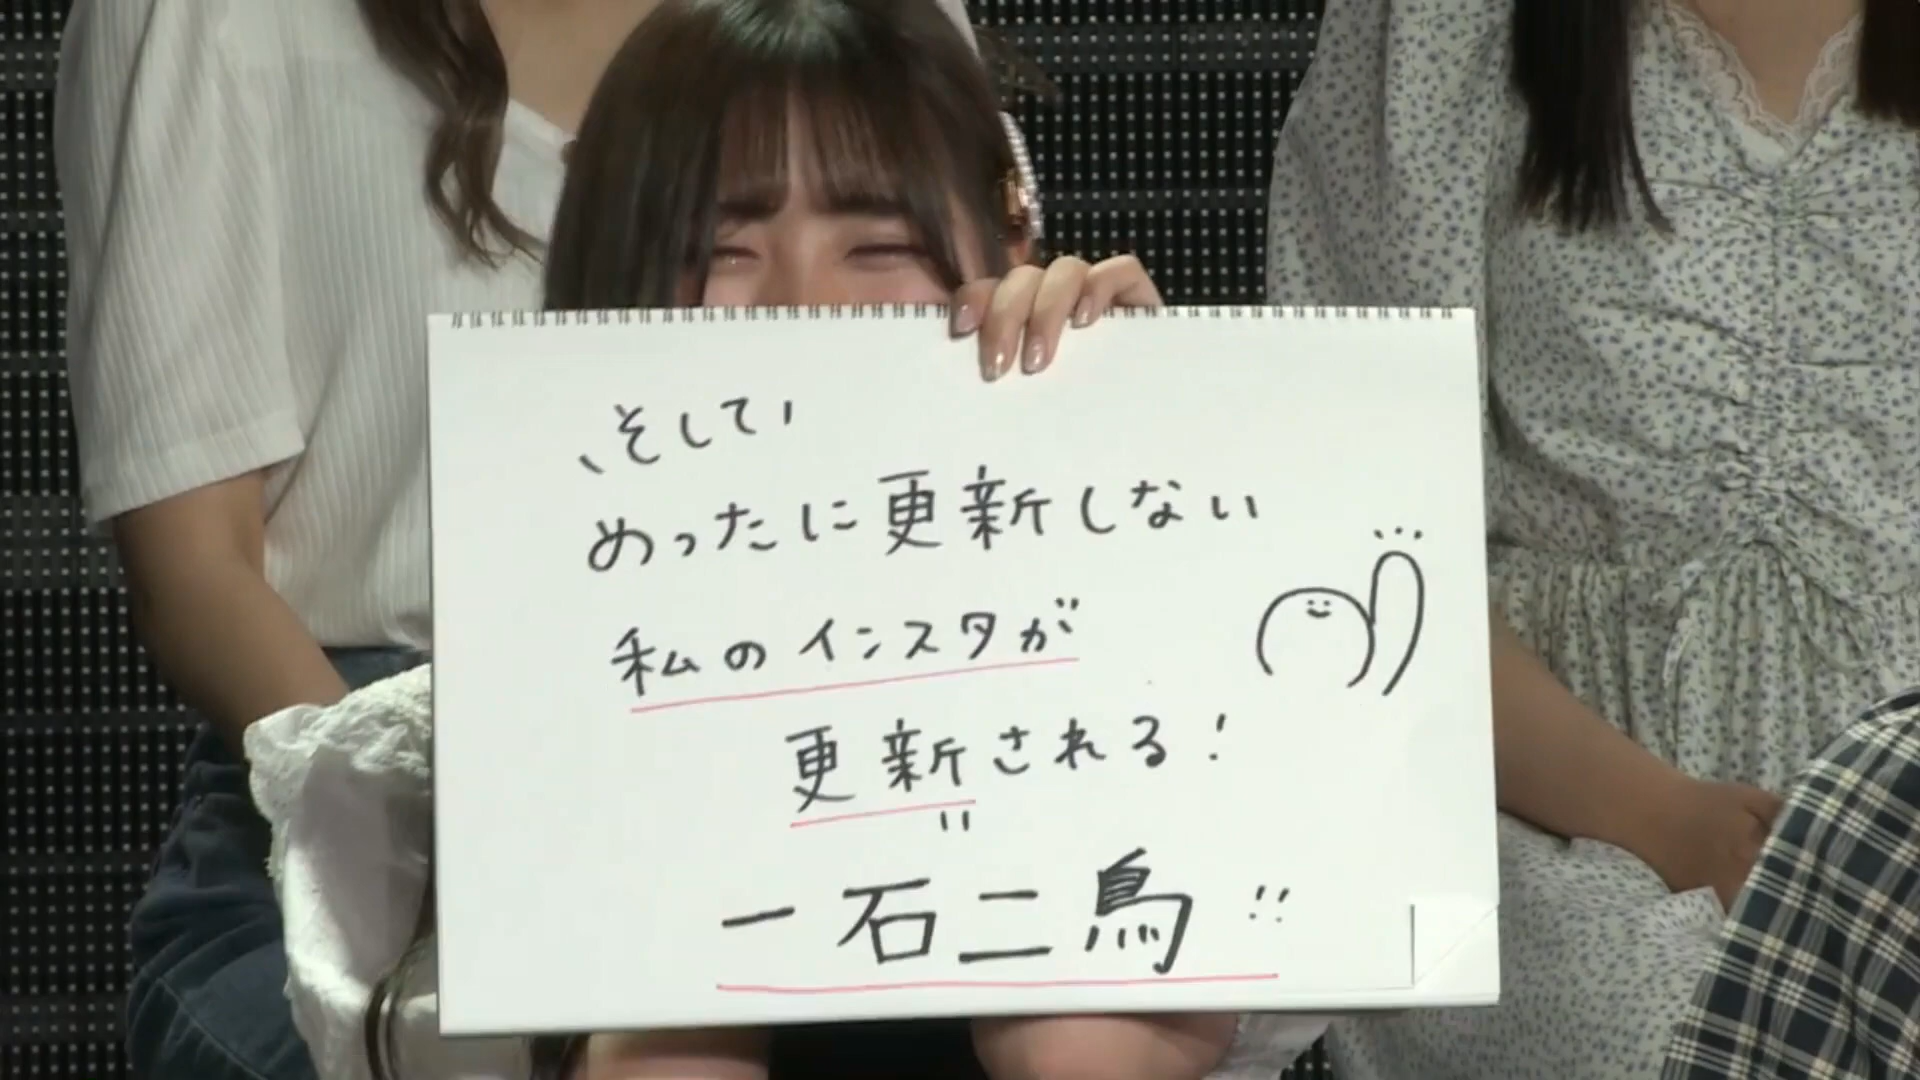 、そして、
めったに更新しない
私のインスタが
更新される!
一石二鳥!!